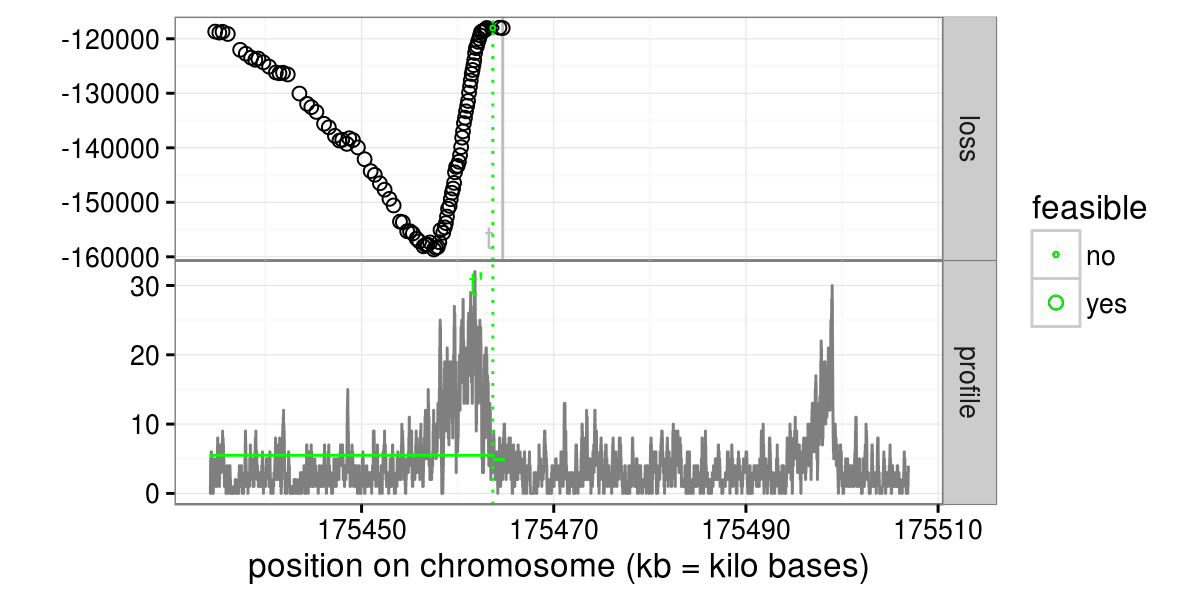 -120000
-130000
-140000
-150000
-160000
loss
t
30
20
10
0
profile
175450 175470 175490 175510
position on chromosome (kb = kilo bases)
feasible
no
yes